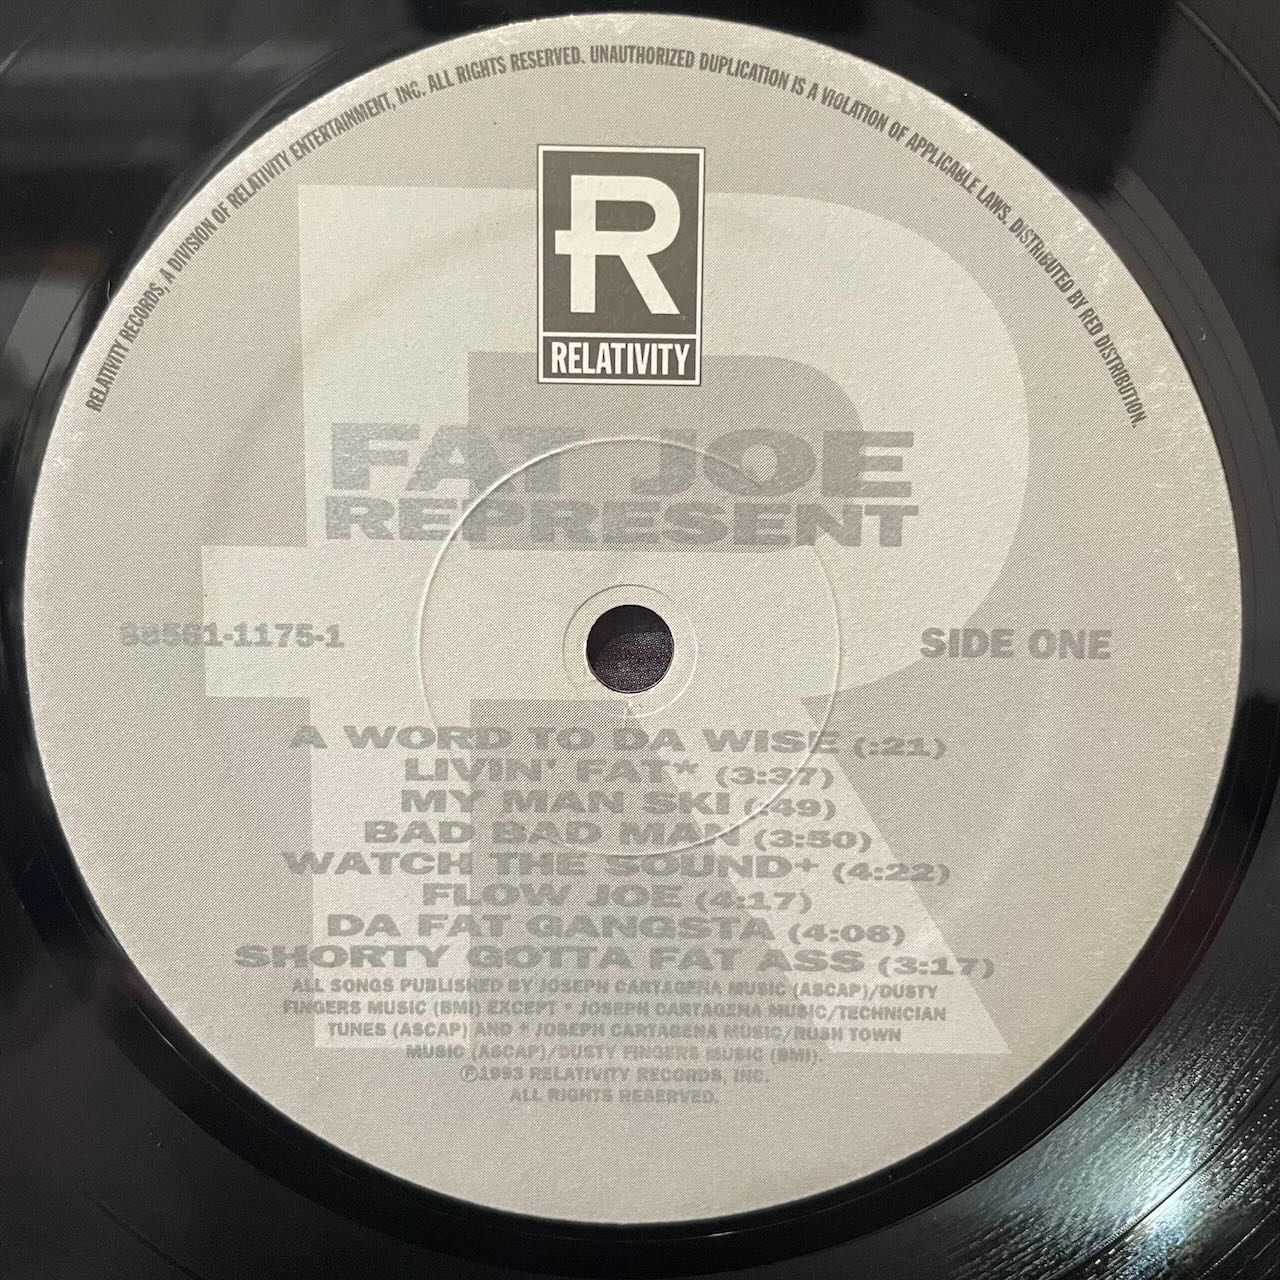 RELATIVITY RECORDS, A DIVISION OF RELATIVITY ENTERTAINMENT, INC. ALL RIGHTS RESERVED. UNAUTHORIZED DUPLICATION IS A VIOLATION OF APPLICABLE LAWS. DISTRIBUTED BY RED DISTRIBUTION.
R
RELATIVITY
FAT JOE
REPRESENT
88561-1175-1
SIDE ONE
A WORD TO DA WISE (:21)
LIVIN' FAT* (3:37)
MY MAN SKI (:49)
BAD BAD MAN (3:50)
WATCH THE SOUND+ (4:22)
FLOW JOE (4:17)
DA FAT GANGSTA (4:06)
SHORTY GOTTA FAT ASS (3:17)
ALL SONGS PUBLISHED BY JOSEPH CARTAGENA MUSIC (ASCAP)/DUSTY
FINGERS MUSIC (BMI) EXCEPT * JOSEPH CARTAGENA MUSIC/TECHNICIAN
TUNES (ASCAP) AND + JOSEPH CARTAGENA MUSIC/RUSH TOWN
MUSIC (ASCAP)/DUSTY FINGERS MUSIC (BMI).
℗1993 RELATIVITY RECORDS, INC.
ALL RIGHTS RESERVED.